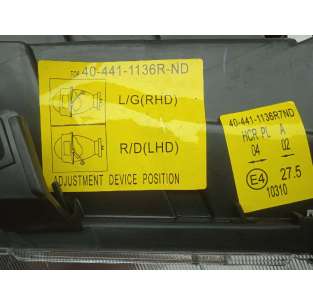 TOP 40-441-1136R-ND
L/G(RHD)
R/D(LHD)
ADJUSTMENT DEVICE POSITION
40-441-1136R7ND
HCR PL A
04 02
E4 27.5
10310